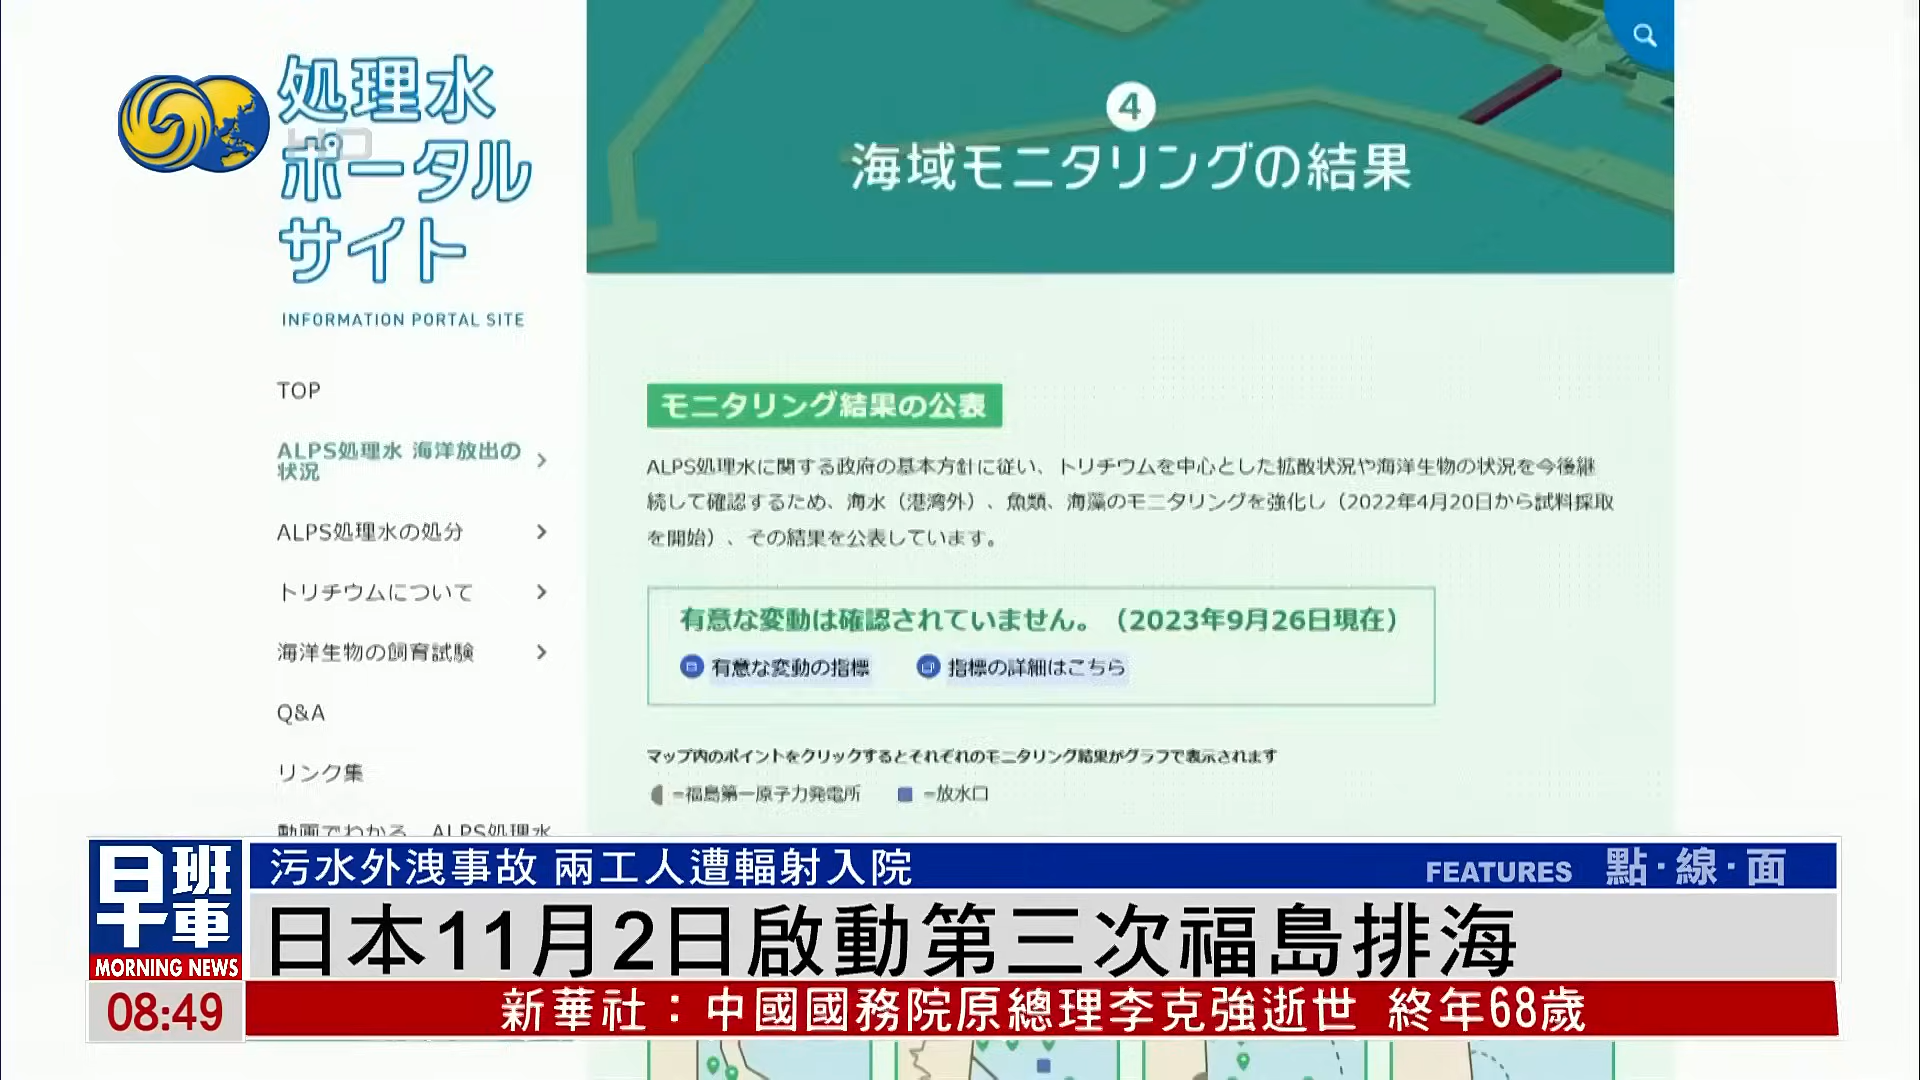 処理水
ポータル
サイト
INFORMATION PORTAL SITE
TOP
ALPS処理水 海洋放出の
状況
ALPS処理水の処分
トリチウムについて
海洋生物の飼育試験
Q&A
リンク集
動画でわかる ALPS処理水
4
海域モニタリングの結果
モニタリング結果の公表
ALPS処理水に関する政府の基本方針に従い、トリチウムを中心とした拡散状況や海洋生物の状況を今後継
続して確認するため、海水（港湾外）、魚類、海藻のモニタリングを強化し（2022年4月20日から試料採取
を開始）、その結果を公表しています。
有意な変動は確認されていません。（2023年9月26日現在）
有意な変動の指標 指標の詳細はこちら
マップ内のポイントをクリックするとそれぞれのモニタリング結果がグラフで表示されます
=福島第一原子力発電所 =放水口
早班車
MORNING NEWS
08:49
污水外洩事故 兩工人遭輻射入院
FEATURES 點·線·面
日本11月2日啟動第三次福島排海
新華社：中國國務院原總理李克強逝世 終年68歲